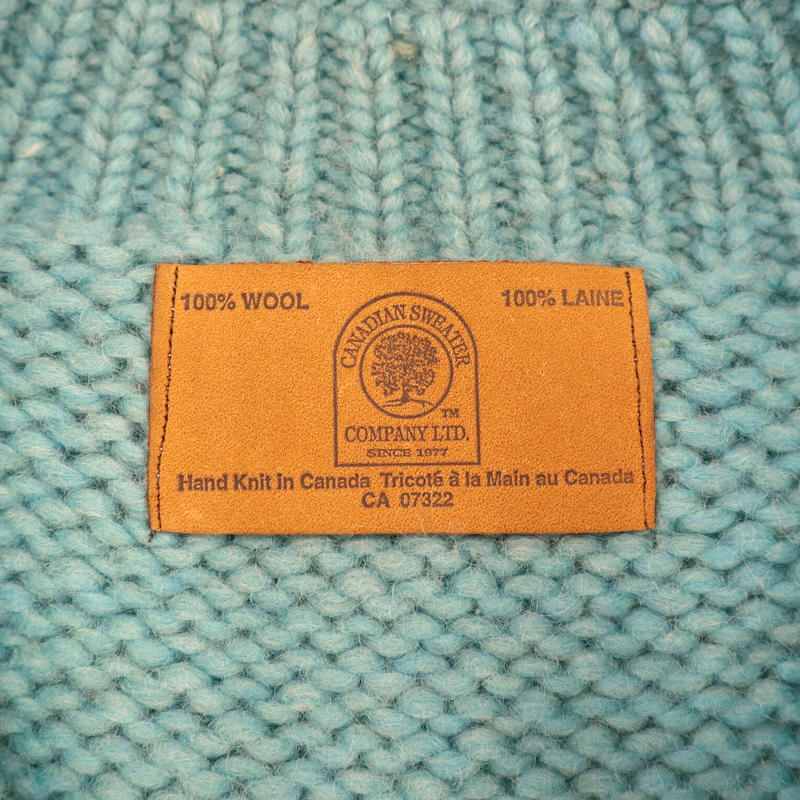 100% WOOL 100% LAINE
CANADIAN SWEATER
TM
COMPANY LTD.
SINCE 1977
Hand Knit in Canada Tricoté à la Main au Canada
CA 07322